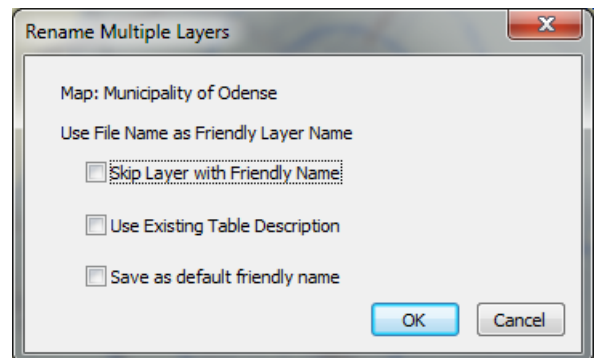 Rename Multiple Layers
Map: Municipality of Odense
Use File Name as Friendly Layer Name
Skip Layer with Friendly Name
Use Existing Table Description
Save as default friendly name
OK Cancel